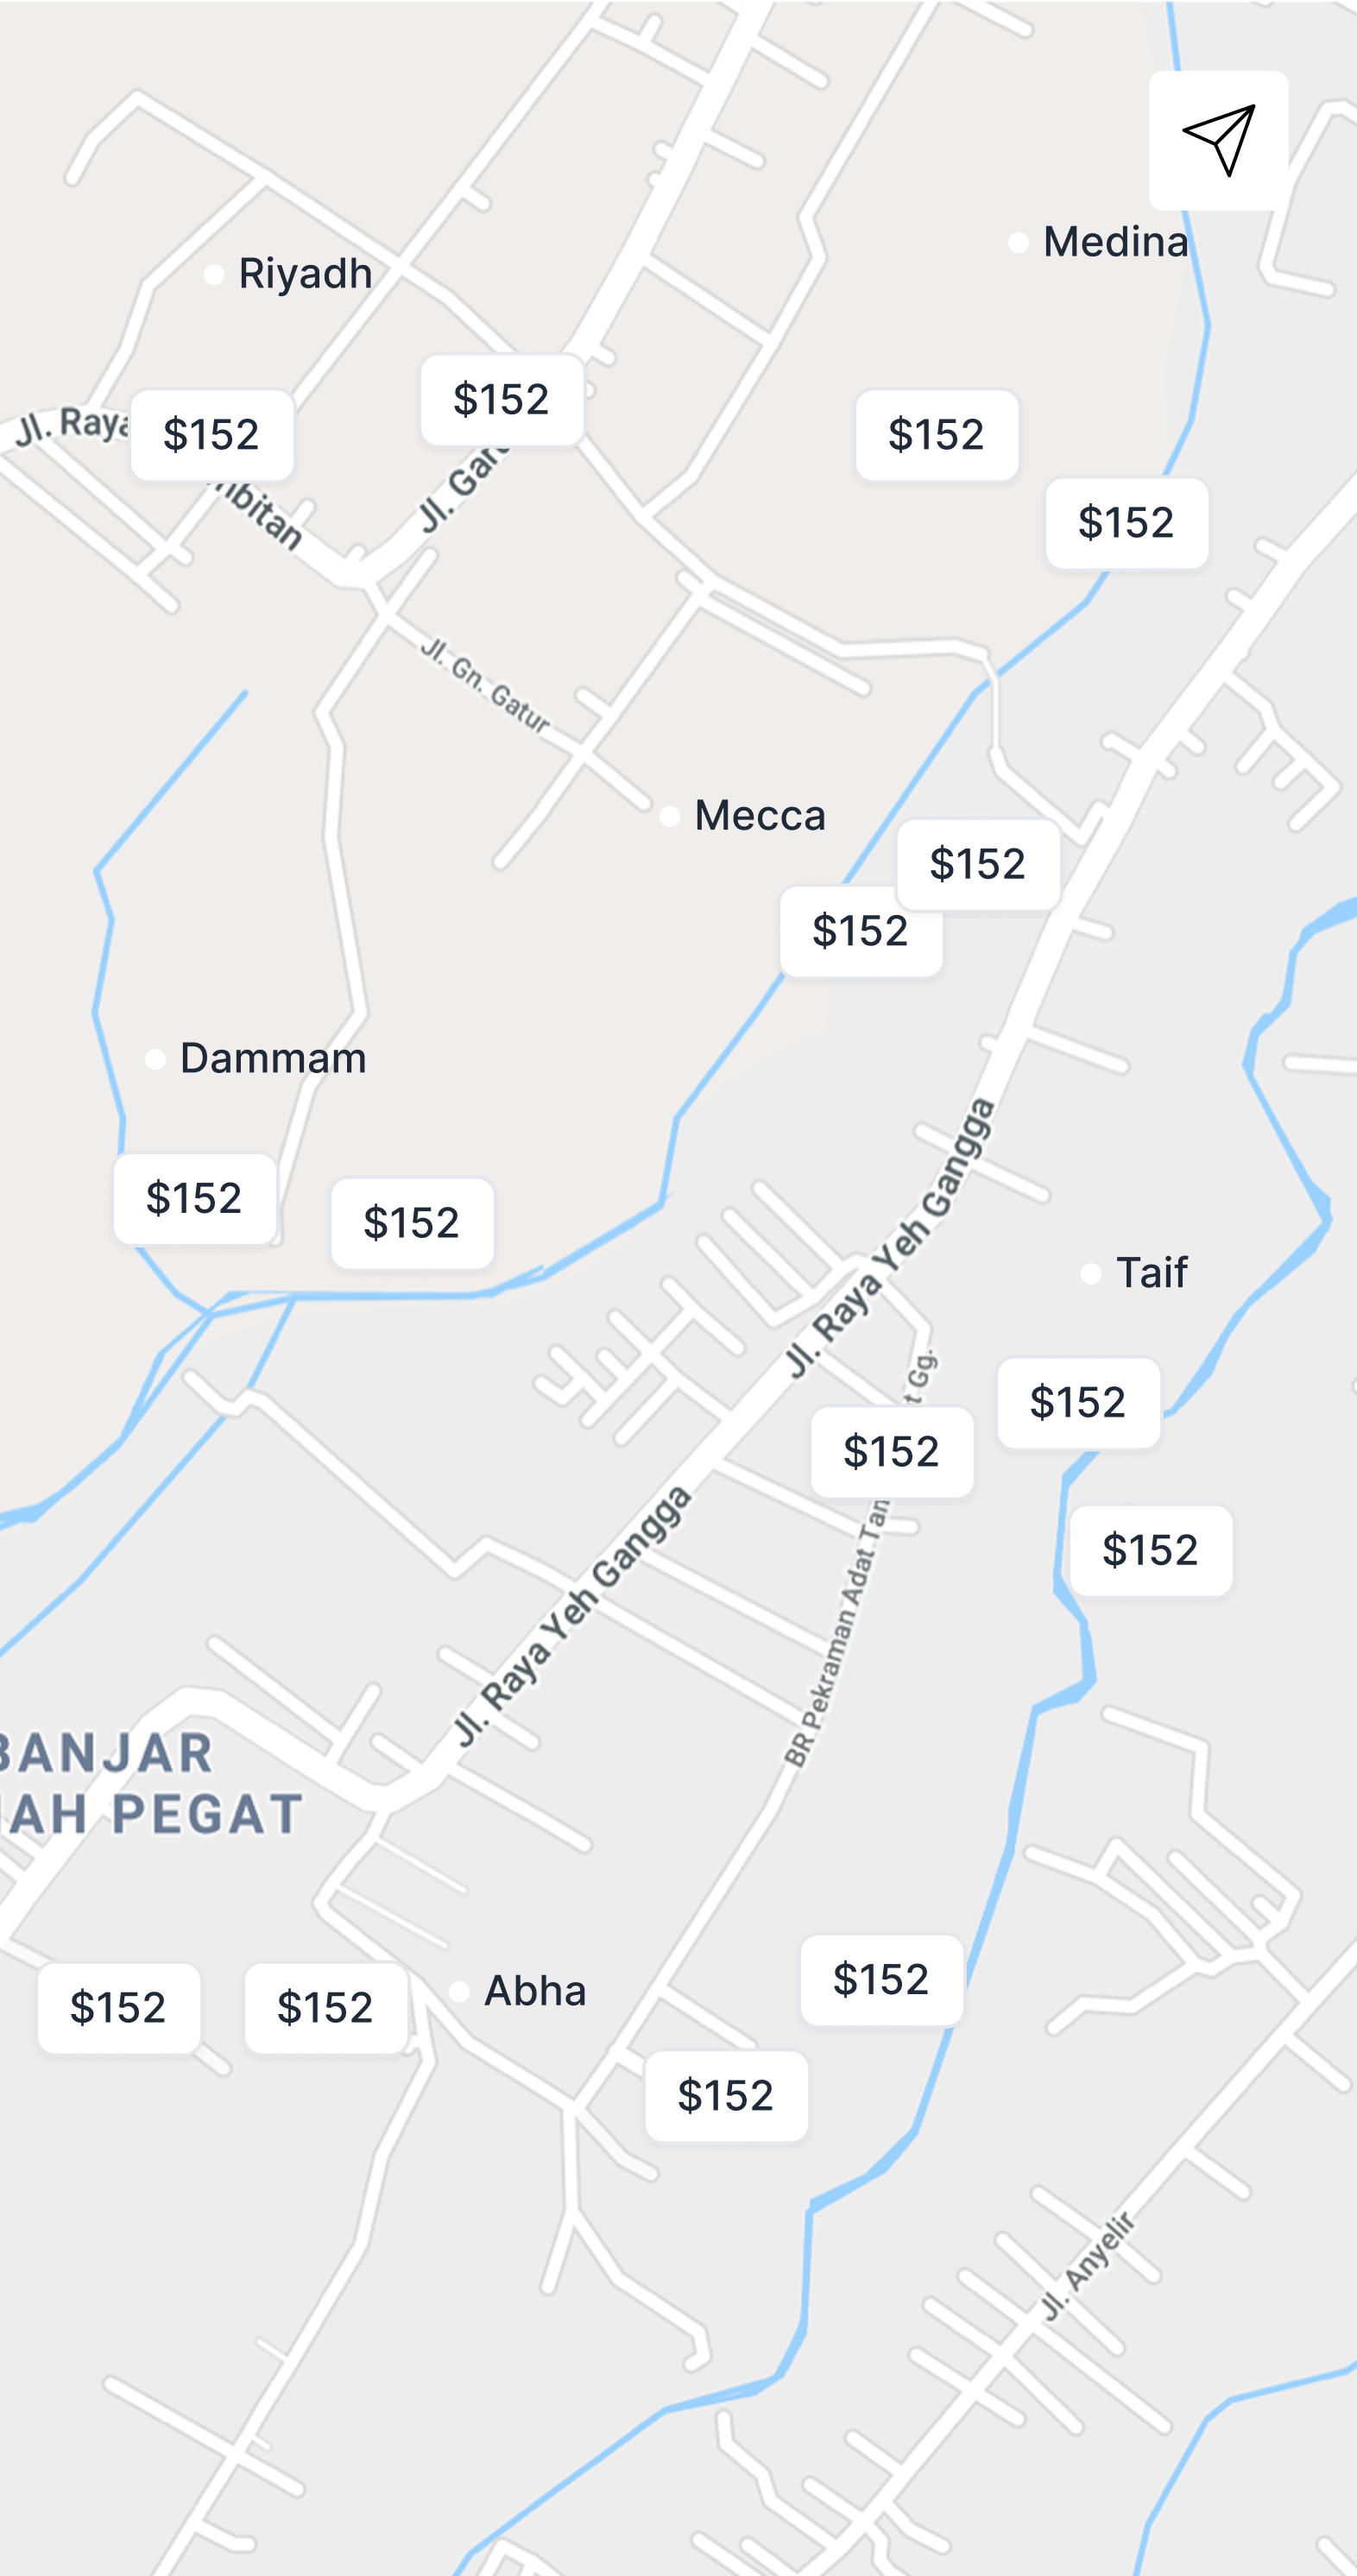 Medina
Riyadh
$152
$152
$152
Jl. Raya
$152
Jl.
Jl. Gn. Gatur
Mecca
$152
$152
Dammam
Jl. Raya Yeh Gangga
$152
$152
Taif
Gg.
$152
$152
Jl. Raya Yeh Gangga
$152
BR Pekraman Adat Tan
BANJAR
AH PEGAT
$152
Abha
$152
$152
$152
Jl. Anyelir